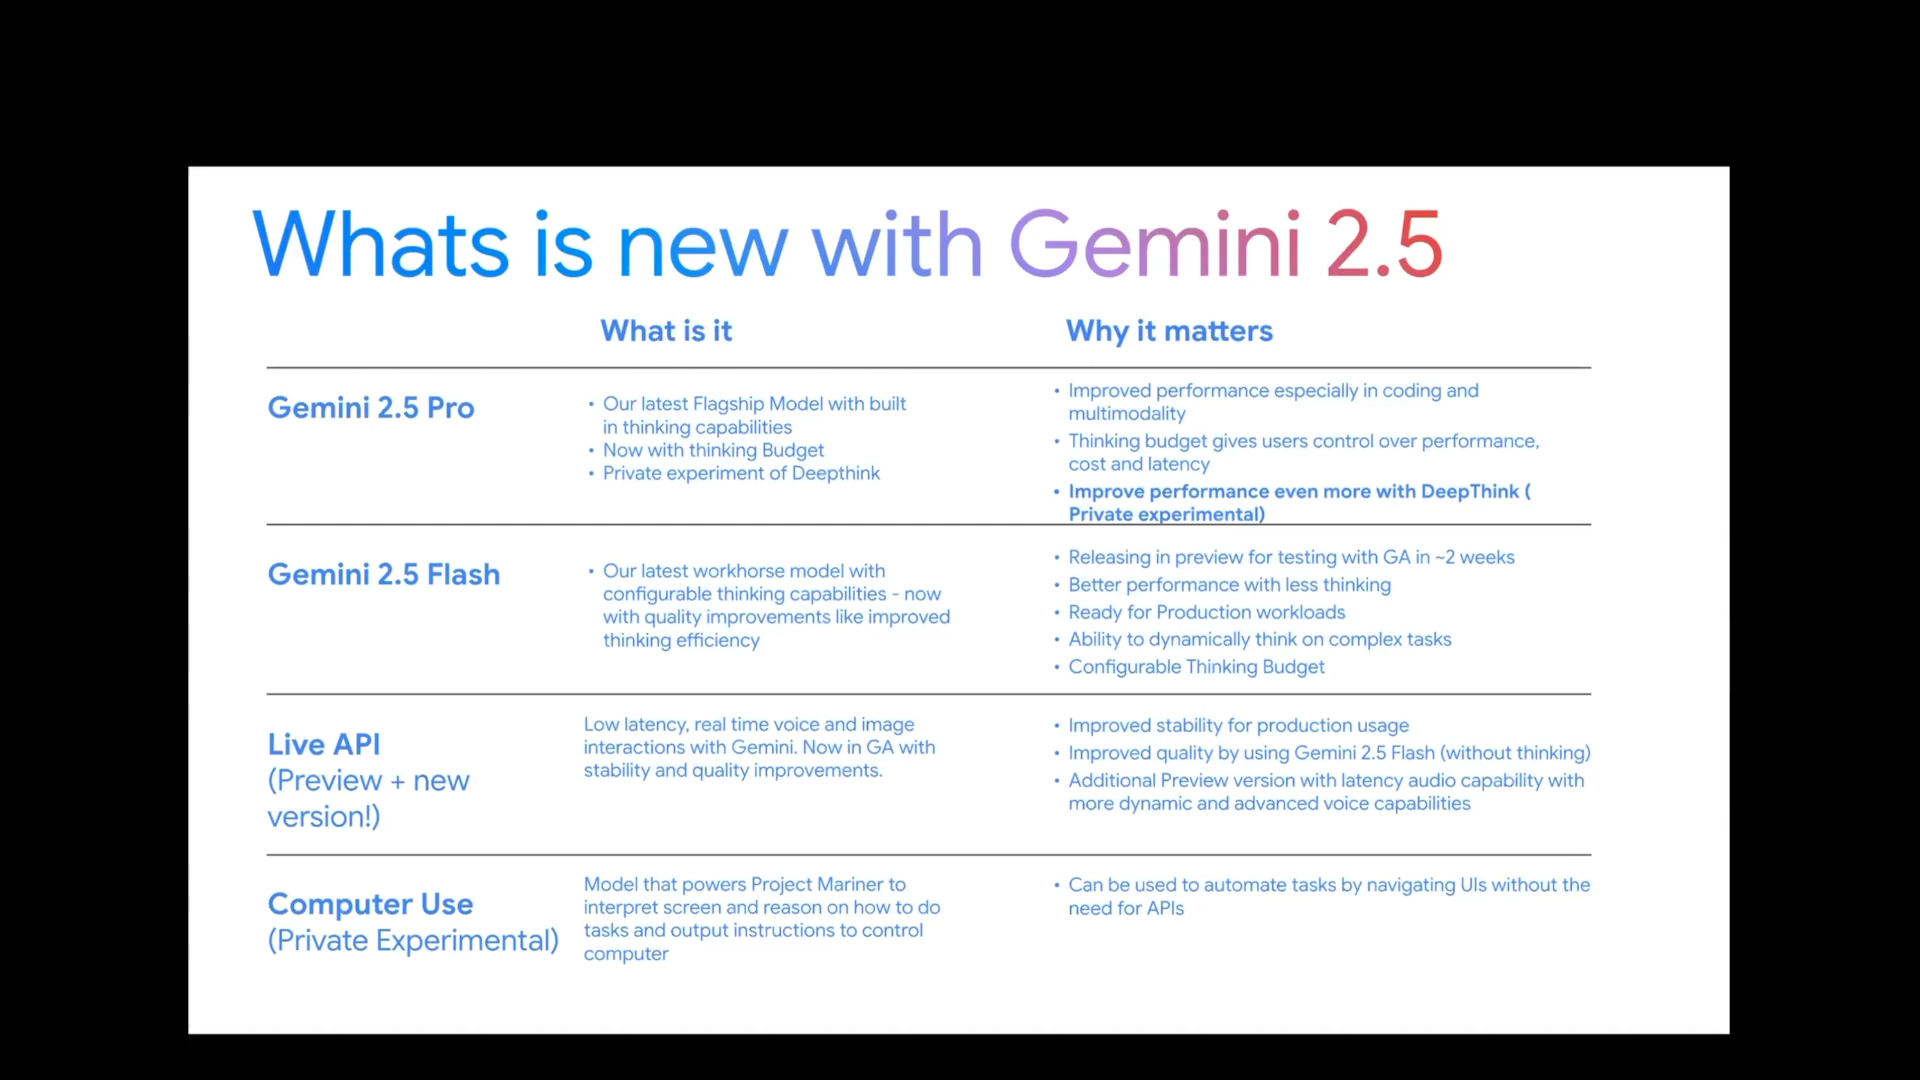 Whats is new with Gemini 2.5
What is it
Why it matters
Gemini 2.5 Pro
• Our latest Flagship Model with built
in thinking capabilities
• Now with thinking Budget
• Private experiment of Deepthink
• Improved performance especially in coding and
multimodality
• Thinking budget gives users control over performance,
cost and latency
• Improve performance even more with DeepThink (
Private experimental)
Gemini 2.5 Flash
• Our latest workhorse model with
configurable thinking capabilities - now
with quality improvements like improved
thinking efficiency
• Releasing in preview for testing with GA in ~2 weeks
• Better performance with less thinking
• Ready for Production workloads
• Ability to dynamically think on complex tasks
• Configurable Thinking Budget
Live API
(Preview + new
version!)
Low latency, real time voice and image
interactions with Gemini. Now in GA with
stability and quality improvements.
• Improved stability for production usage
• Improved quality by using Gemini 2.5 Flash (without thinking)
• Additional Preview version with latency audio capability with
more dynamic and advanced voice capabilities
Computer Use
(Private Experimental)
Model that powers Project Mariner to
interpret screen and reason on how to do
tasks and output instructions to control
computer
• Can be used to automate tasks by navigating UIs without the
need for APIs